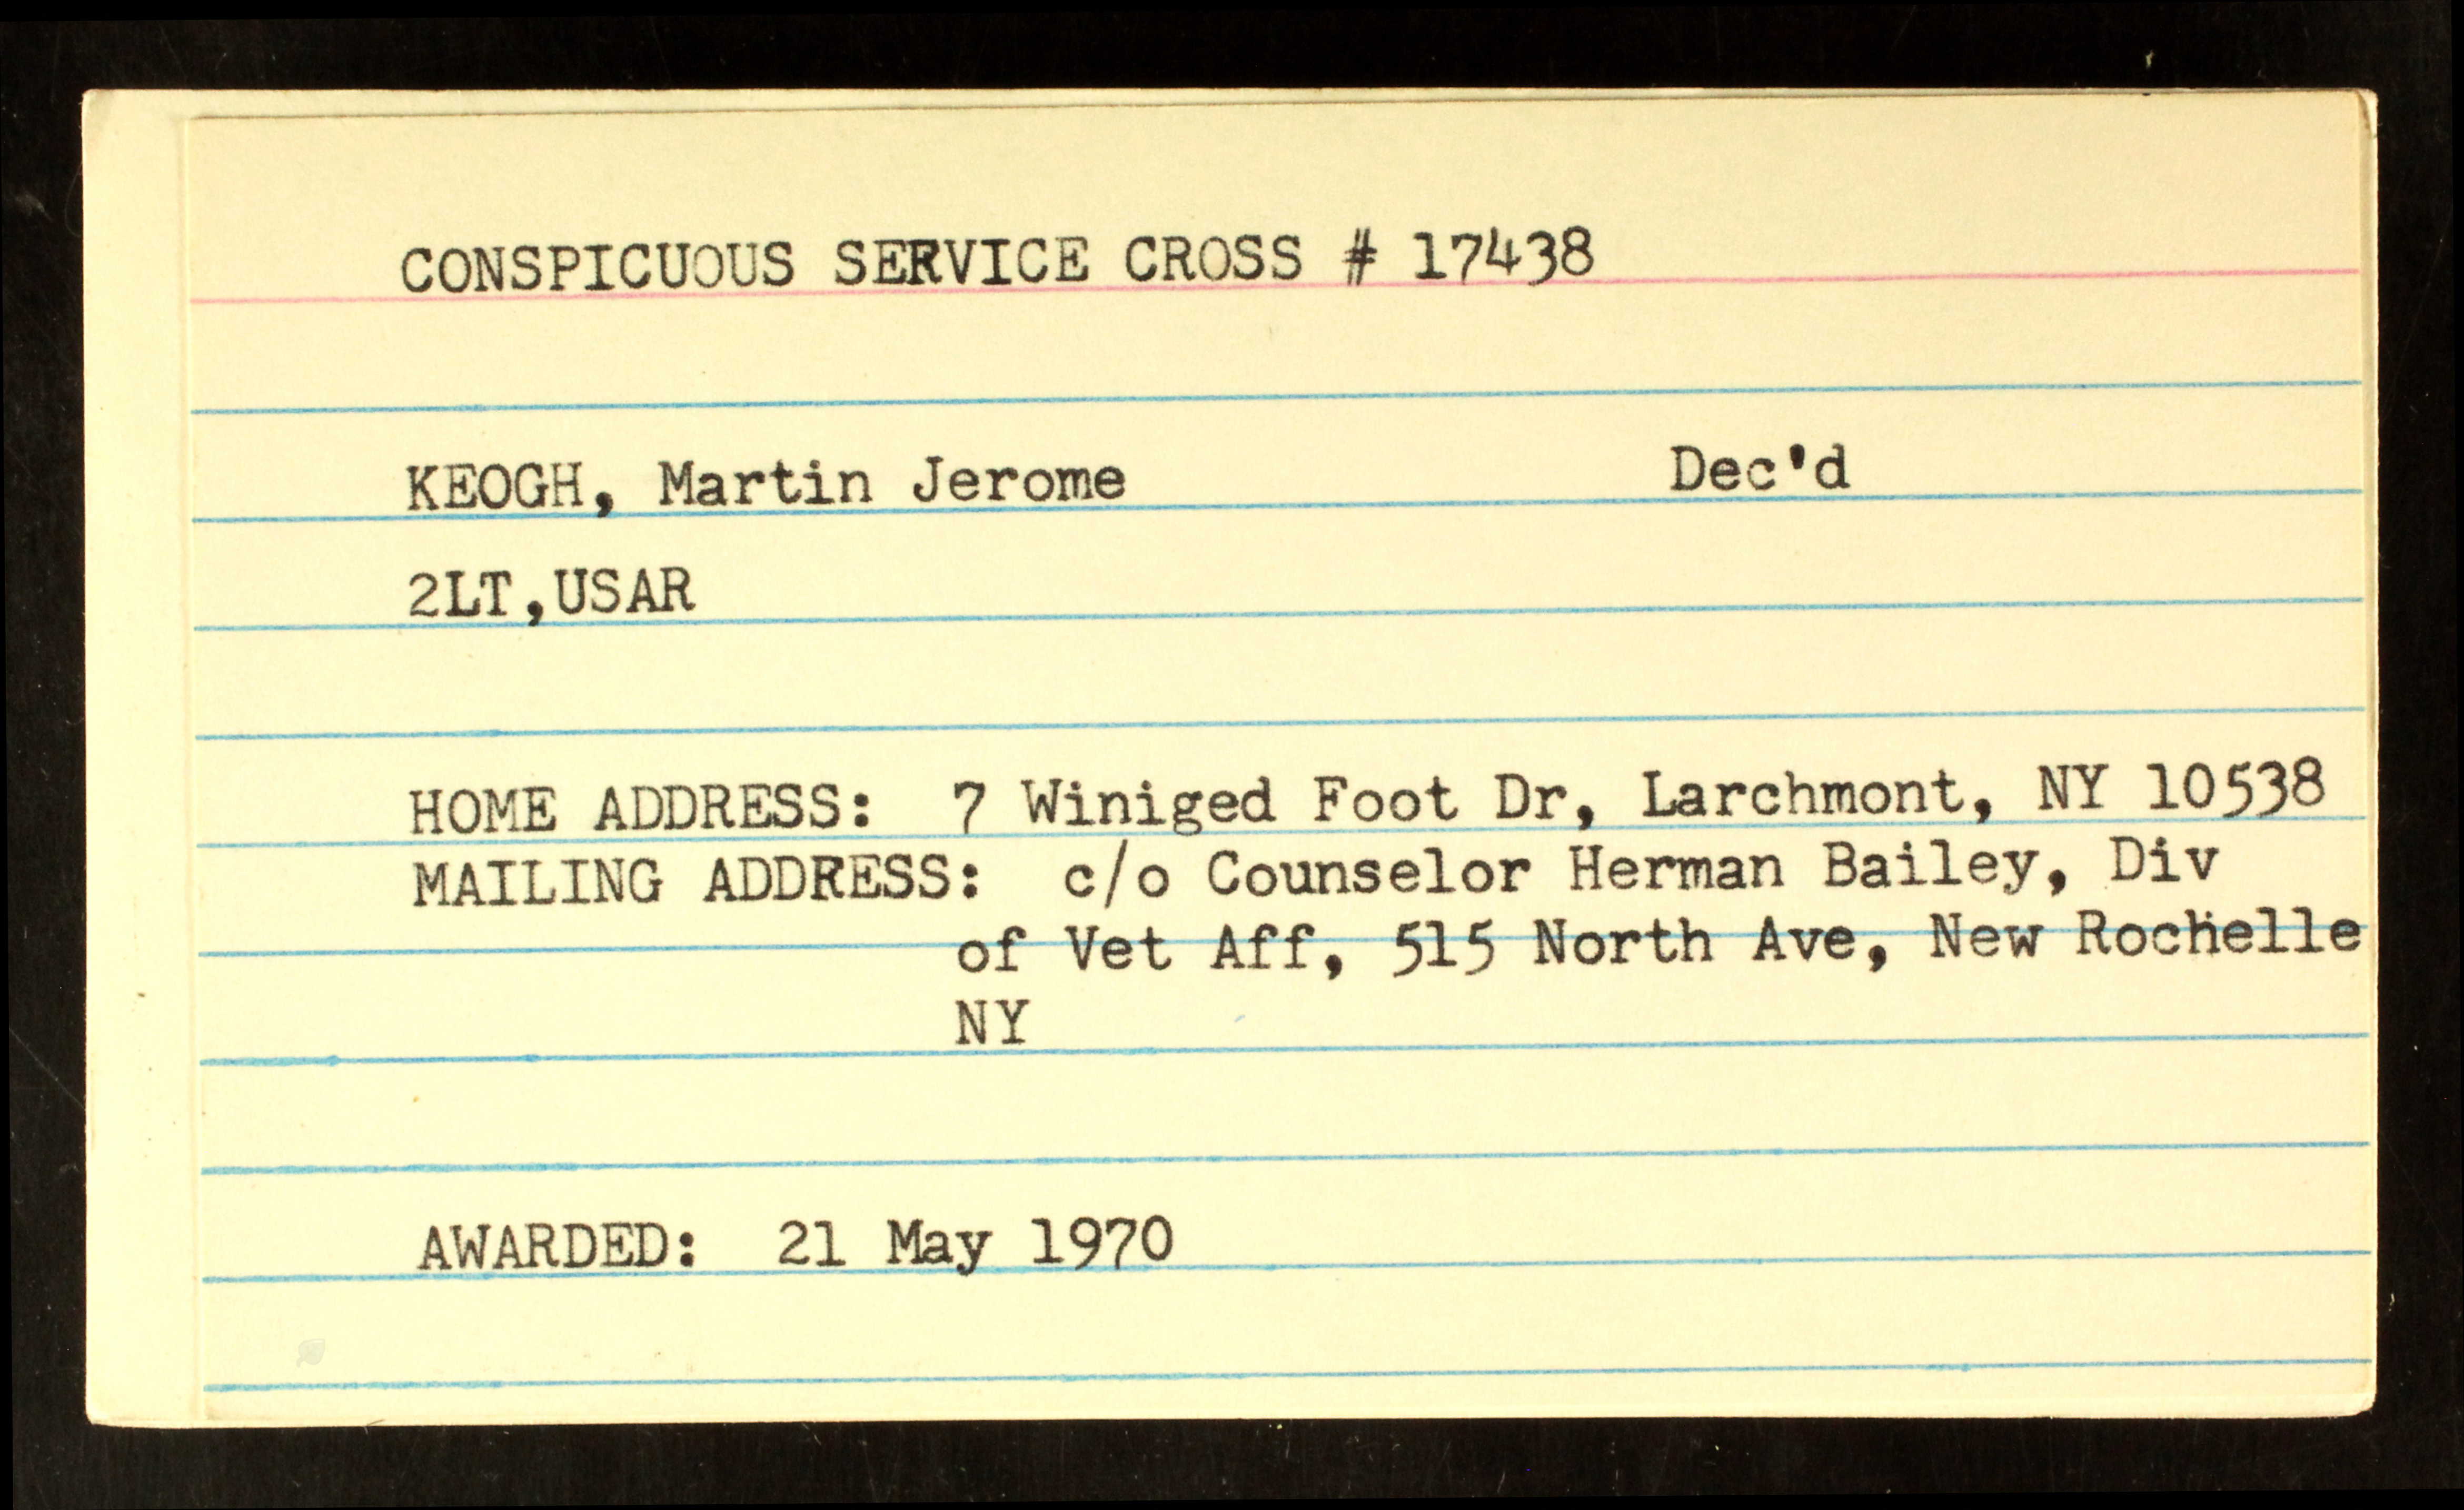 CONSPICUOUS SERVICE CROSS # 17438
KEOGH, Martin Jerome Dec'd
2LT,USAR
HOME ADDRESS: 7 Winiged Foot Dr, Larchmont, NY 10538
MAILING ADDRESS: c/o Counselor Herman Bailey, Div
of Vet Aff, 515 North Ave, New Rochelle
NY
AWARDED: 21 May 1970